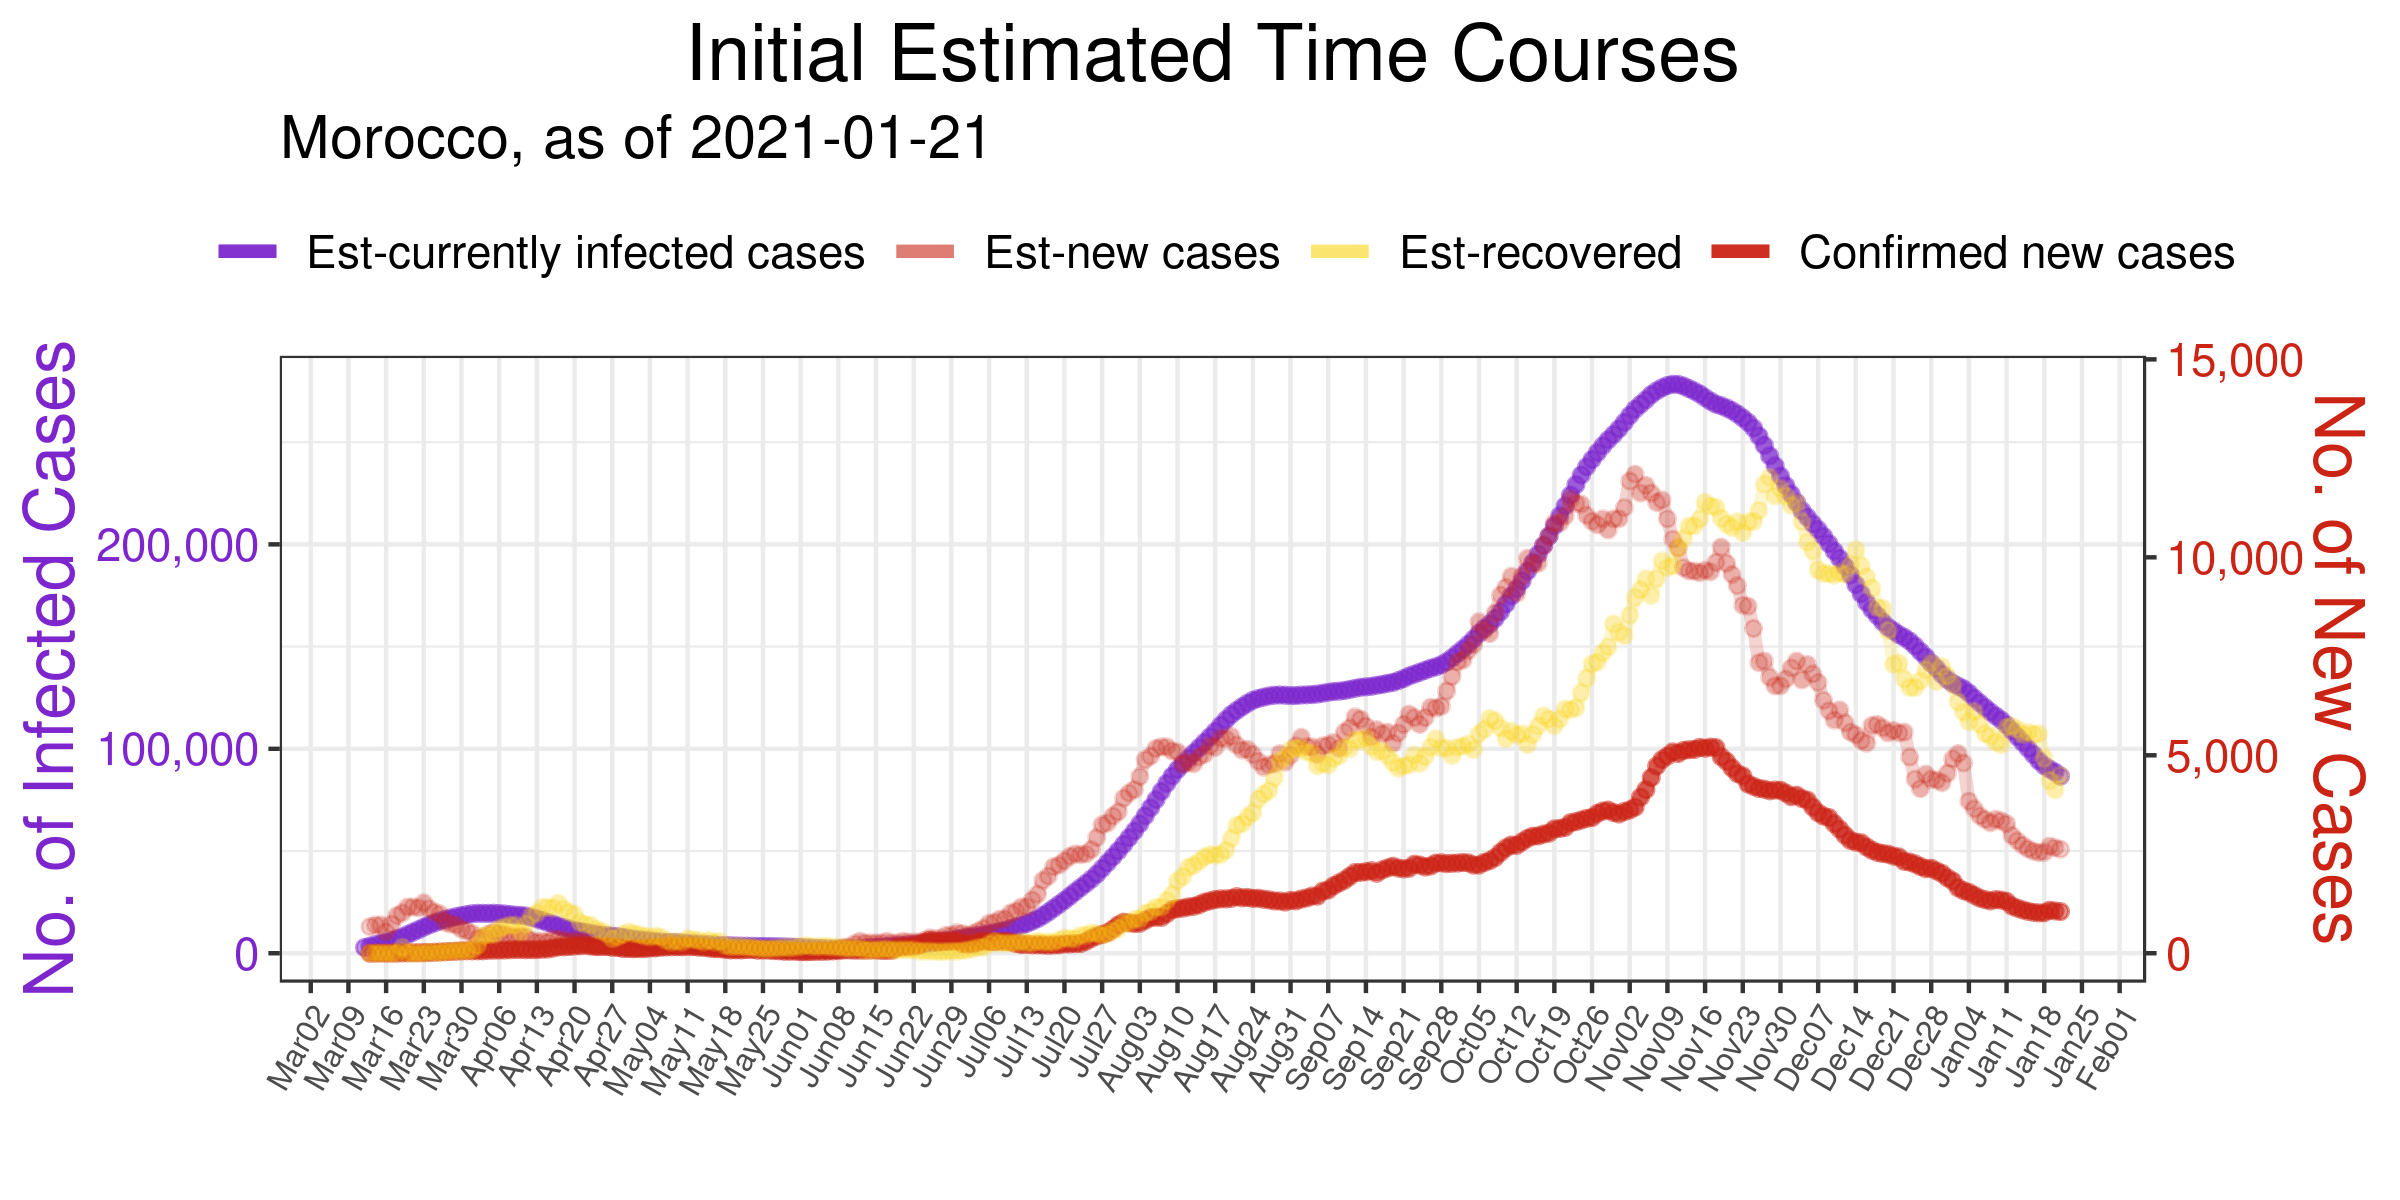 Initial Estimated Time Courses
Morocco, as of 2021-01-21
Est-currently infected cases Est-new cases Est-recovered Confirmed new cases
No. of Infected Cases
200,000
100,000
0
15,000
10,000
5,000
0
No. of New Cases
Mar02
Mar09
Mar16
Mar23
Mar30
Apr06
Apr13
Apr20
Apr27
May04
May11
May18
May25
Jun01
Jun08
Jun15
Jun22
Jun29
Jul06
Jul13
Jul20
Jul27
Aug03
Aug10
Aug17
Aug24
Aug31
Sep07
Sep14
Sep21
Sep28
Oct05
Oct12
Oct19
Oct26
Nov02
Nov09
Nov16
Nov23
Nov30
Dec07
Dec14
Dec21
Dec28
Jan04
Jan11
Jan18
Jan25
Feb01